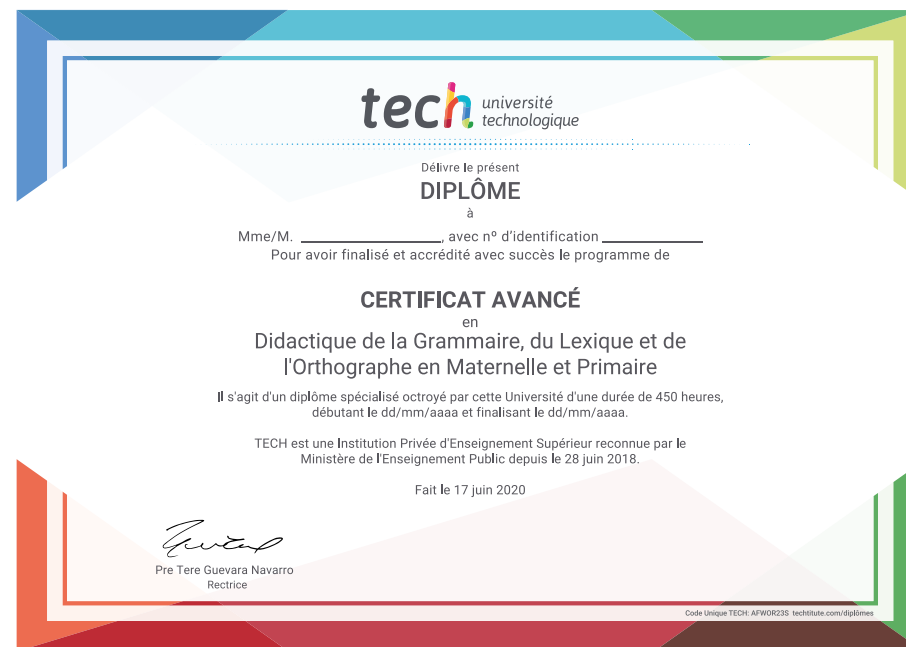 tech université
technologique
Délivre le présent
DIPLÔME
à
Mme/M. ____________________, avec nº d'identification ______________
Pour avoir finalisé et accrédité avec succès le programme de
CERTIFICAT AVANCÉ
en
Didactique de la Grammaire, du Lexique et de
l'Orthographe en Maternelle et Primaire
Il s'agit d'un diplôme spécialisé octroyé par cette Université d'une durée de 450 heures,
débutant le dd/mm/aaaa et finalisant le dd/mm/aaaa.
TECH est une Institution Privée d'Enseignement Supérieur reconnue par le
Ministère de l'Enseignement Public depuis le 28 juin 2018.
Fait le 17 juin 2020
Pre Tere Guevara Navarro
Rectrice
Code Unique TECH: AFWOR23S techtitute.com/diplômes